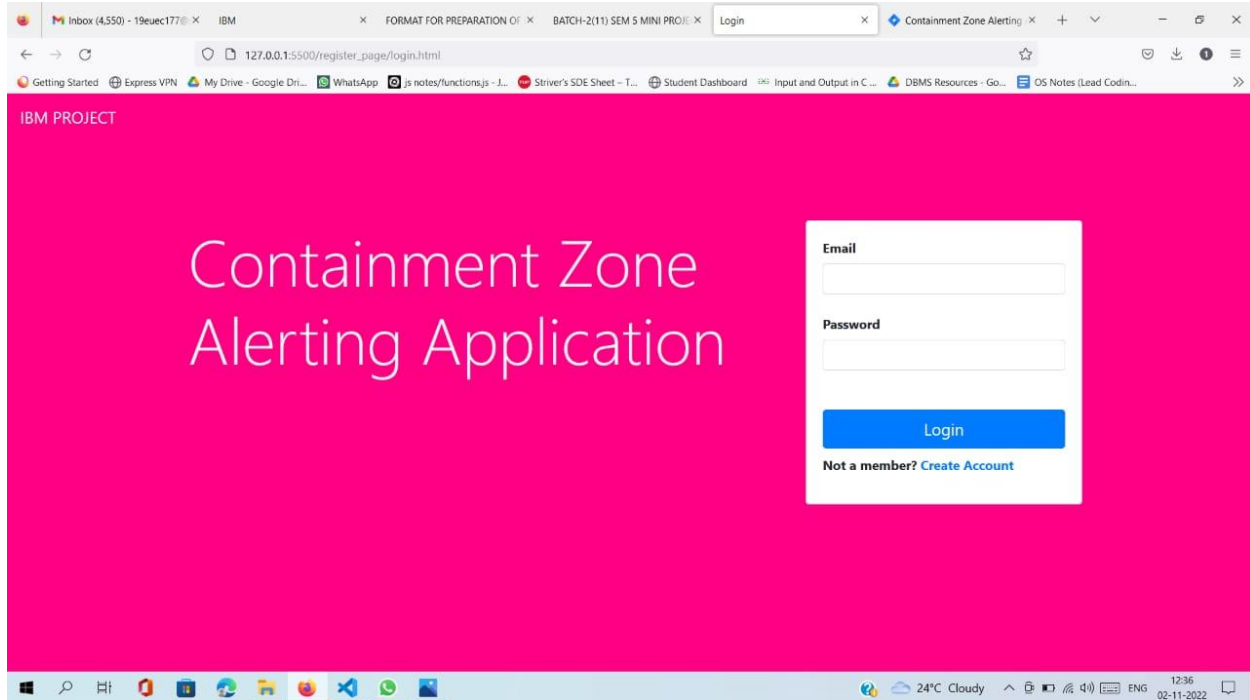 Inbox (4,550) - 19euec177@
IBM
FORMAT FOR PREPARATION OF
BATCH-2(11) SEM 5 MINI PROJE
Login
Containment Zone Alerting
127.0.0.1:5500/register_page/login.html
Getting Started
Express VPN
My Drive - Google Dri...
WhatsApp
js notes/functions.js - J...
Striver's SDE Sheet – T...
Student Dashboard
Input and Output in C ...
DBMS Resources - Go...
OS Notes (Lead Codin...
IBM PROJECT
Containment Zone
Alerting Application
Email
Password
Login
Not a member? Create Account
24°C Cloudy
ENG
12:36
02-11-2022